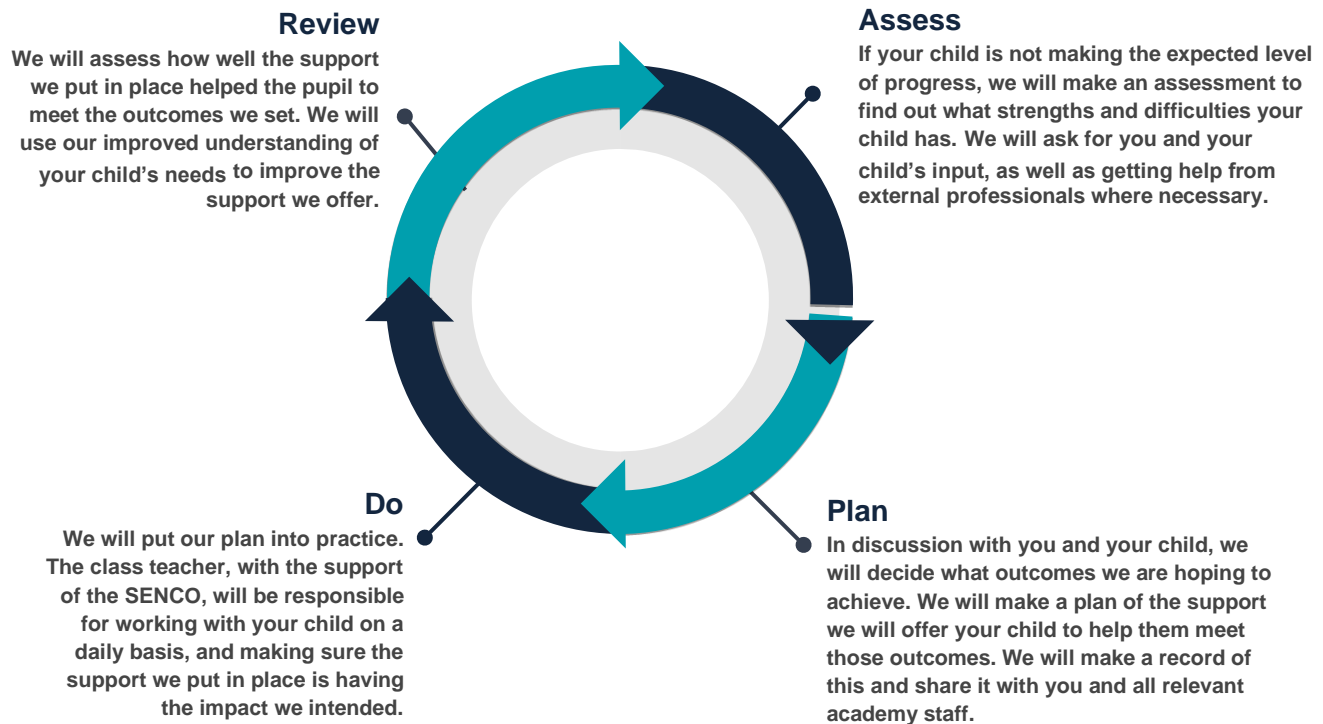 Review
We will assess how well the support
we put in place helped the pupil to
meet the outcomes we set. We will
use our improved understanding of
your child’s needs to improve the
support we offer.
Assess
If your child is not making the expected level
of progress, we will make an assessment to
find out what strengths and difficulties your
child has. We will ask for you and your
child’s input, as well as getting help from
external professionals where necessary.
Do
We will put our plan into practice.
The class teacher, with the support
of the SENCO, will be responsible
for working with your child on a
daily basis, and making sure the
support we put in place is having
the impact we intended.
Plan
In discussion with you and your child, we
will decide what outcomes we are hoping to
achieve. We will make a plan of the support
we will offer your child to help them meet
those outcomes. We will make a record of
this and share it with you and all relevant
academy staff.